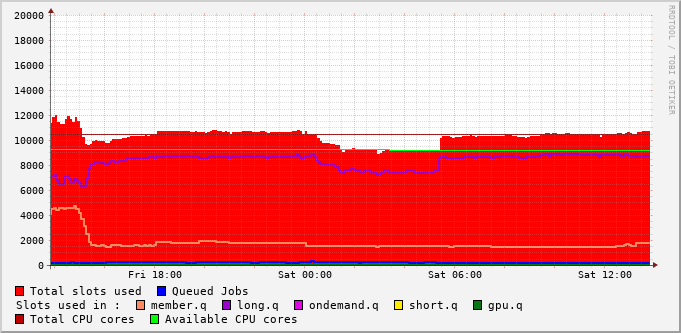 20000
18000
16000
14000
12000
10000
8000
6000
4000
2000
0
Fri 18:00 Sat 00:00 Sat 06:00 Sat 12:00
Total slots used Queued Jobs
Slots used in : member.q long.q ondemand.q short.q gpu.q
Total CPU cores Available CPU cores
RRDTOOL / TOBI OETIKER